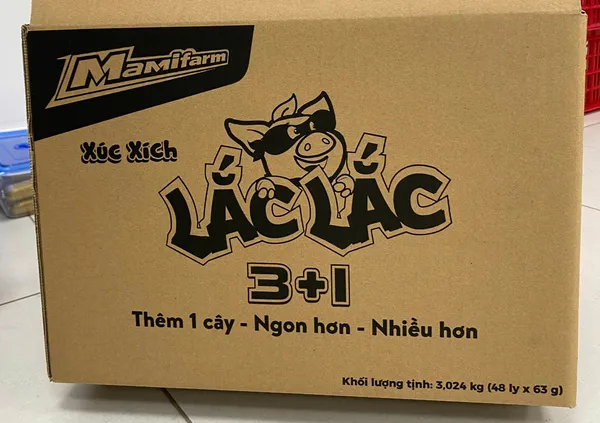 Mamifarm
Xúc Xích
LẮC LẮC
3+1
Thêm 1 cây - Ngon hơn - Nhiều hơn
Khối lượng tịnh: 3,024 kg (48 ly x 63 g)